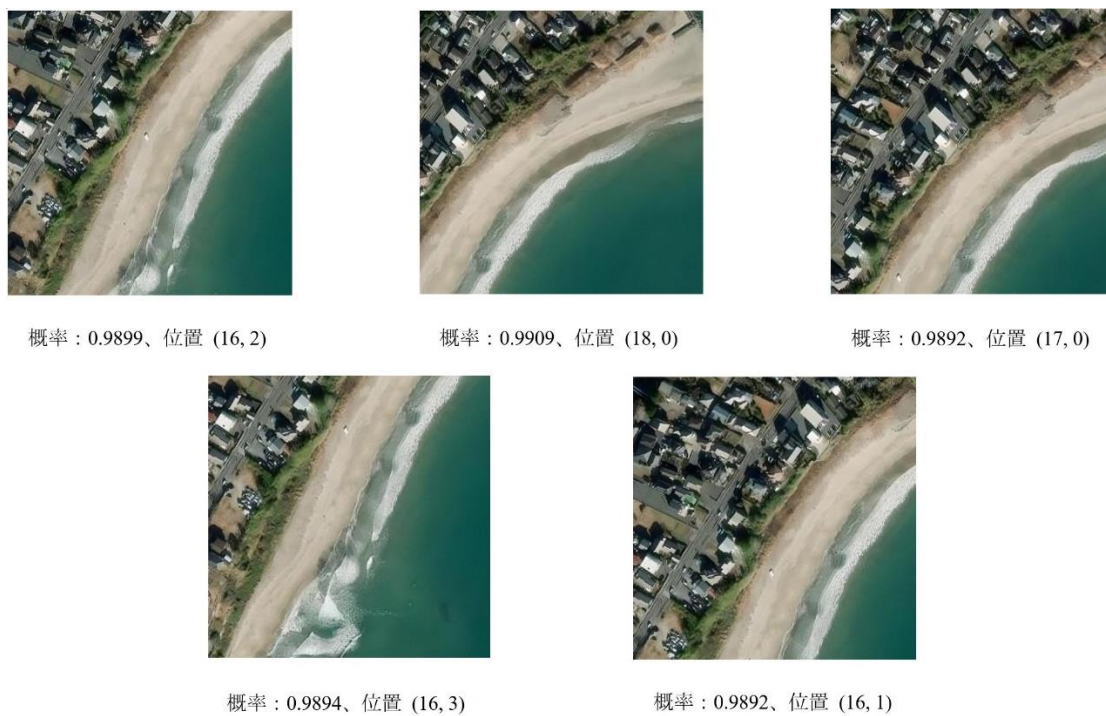 概率：0.9899、位置 (16, 2)
概率：0.9909、位置 (18, 0)
概率：0.9892、位置 (17, 0)
概率：0.9894、位置 (16, 3)
概率：0.9892、位置 (16, 1)